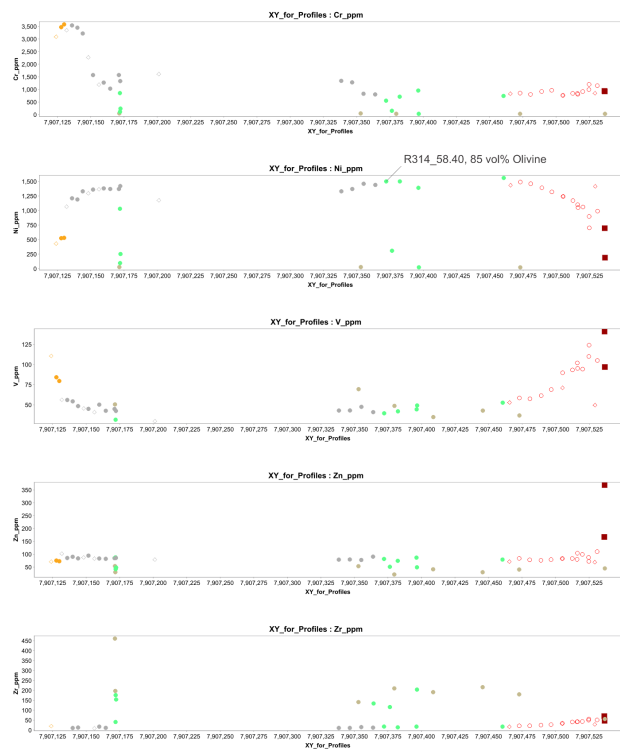 XY_for_Profiles : Cr_ppm
3,500
3,000
2,500
2,000
1,500
1,000
500
0
Cr_ppm
7,907,125 7,907,150 7,907,175 7,907,200 7,907,225 7,907,250 7,907,275 7,907,300 7,907,325 7,907,350 7,907,375 7,907,400 7,907,425 7,907,450 7,907,475 7,907,500 7,907,525
XY_for_Profiles
R314_58.40, 85 vol% Olivine
XY_for_Profiles : Ni_ppm
1,500
1,250
1,000
750
500
250
0
Ni_ppm
7,907,125 7,907,150 7,907,175 7,907,200 7,907,225 7,907,250 7,907,275 7,907,300 7,907,325 7,907,350 7,907,375 7,907,400 7,907,425 7,907,450 7,907,475 7,907,500 7,907,525
XY_for_Profiles
XY_for_Profiles : V_ppm
125
100
75
50
V_ppm
7,907,125 7,907,150 7,907,175 7,907,200 7,907,225 7,907,250 7,907,275 7,907,300 7,907,325 7,907,350 7,907,375 7,907,400 7,907,425 7,907,450 7,907,475 7,907,500 7,907,525
XY_for_Profiles
XY_for_Profiles : Zn_ppm
350
300
250
200
150
100
50
Zn_ppm
7,907,125 7,907,150 7,907,175 7,907,200 7,907,225 7,907,250 7,907,275 7,907,300 7,907,325 7,907,350 7,907,375 7,907,400 7,907,425 7,907,450 7,907,475 7,907,500 7,907,525
XY_for_Profiles
XY_for_Profiles : Zr_ppm
450
400
350
300
250
200
150
100
50
0
Zr_ppm
7,907,125 7,907,150 7,907,175 7,907,200 7,907,225 7,907,250 7,907,275 7,907,300 7,907,325 7,907,350 7,907,375 7,907,400 7,907,425 7,907,450 7,907,475 7,907,500 7,907,525
XY_for_Profiles